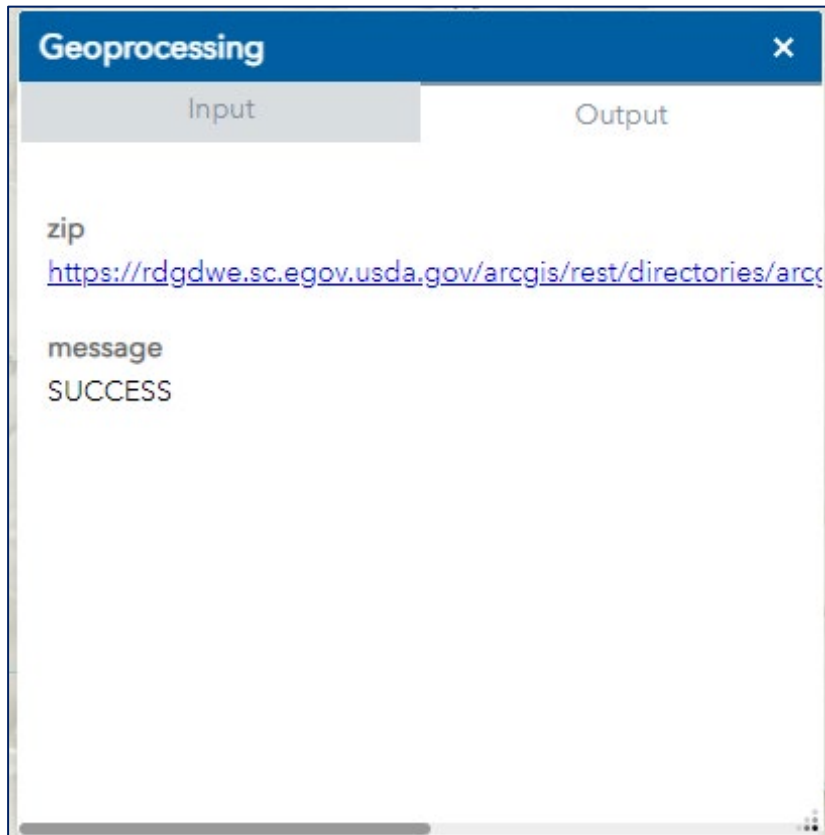 Geoprocessing ×
Input Output
zip
https://rdgdwe.sc.egov.usda.gov/arcgis/rest/directories/arcg
message
SUCCESS